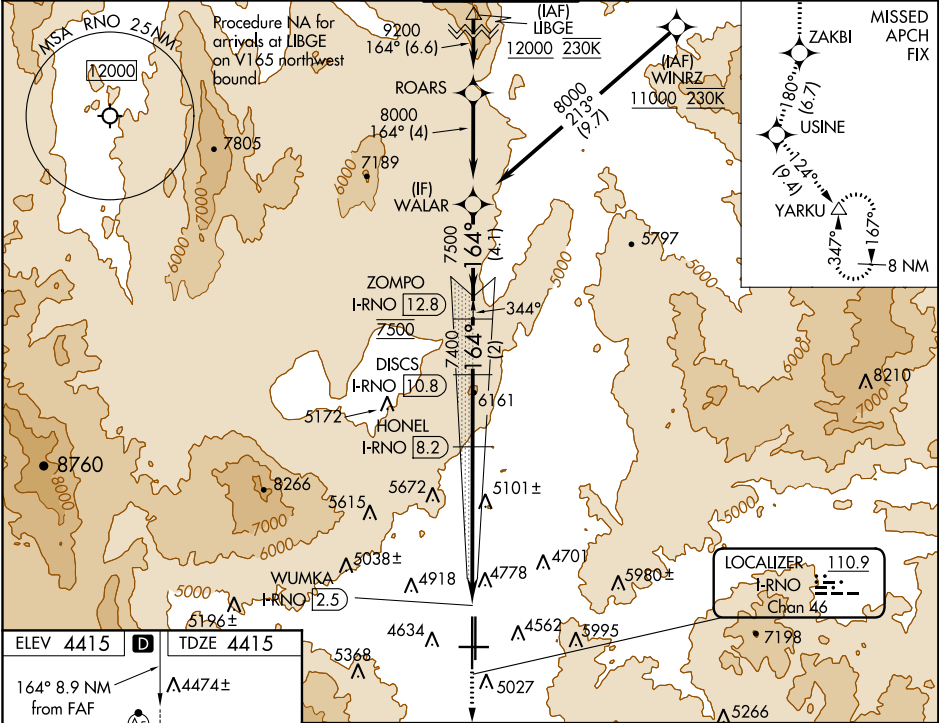 MSA RNO 25NM
12000
Procedure NA for
arrivals at LIBGE
on V165 northwest
bound.
9200
164° (6.6)
(IAF)
LIBGE
12000 230K
ROARS
8000
164° (4)
(IAF)
WINRZ
11000 230K
8000
213°
(9.7)
MISSED
APCH
FIX
ZAKBI
180°
(6.7)
USINE
124°
(9.4)
YARKU
347°
167°
8 NM
7805
7189
6000
7000
6000
(IF)
WALAR
7500
164°
(4.1)
5797
5000
5000
ZOMPO
I-RNO 12.8
7500
344°
7400
164°
(2)
DISCS
I-RNO 10.8
5172
6161
HONEL
I-RNO 8.2
6000
8210
7000
8760
8000
8266
7000
6000
5615
5672
5101±
5000
5038±
4918
4778
4701
5980±
WUMKA
I-RNO 2.5
5000
5196±
4634
4562
5995
5368
5027
LOCALIZER 110.9
I-RNO
Chan 46
7198
5266
ELEV 4415
D
TDZE 4415
164° 8.9 NM
from FAF
4474±